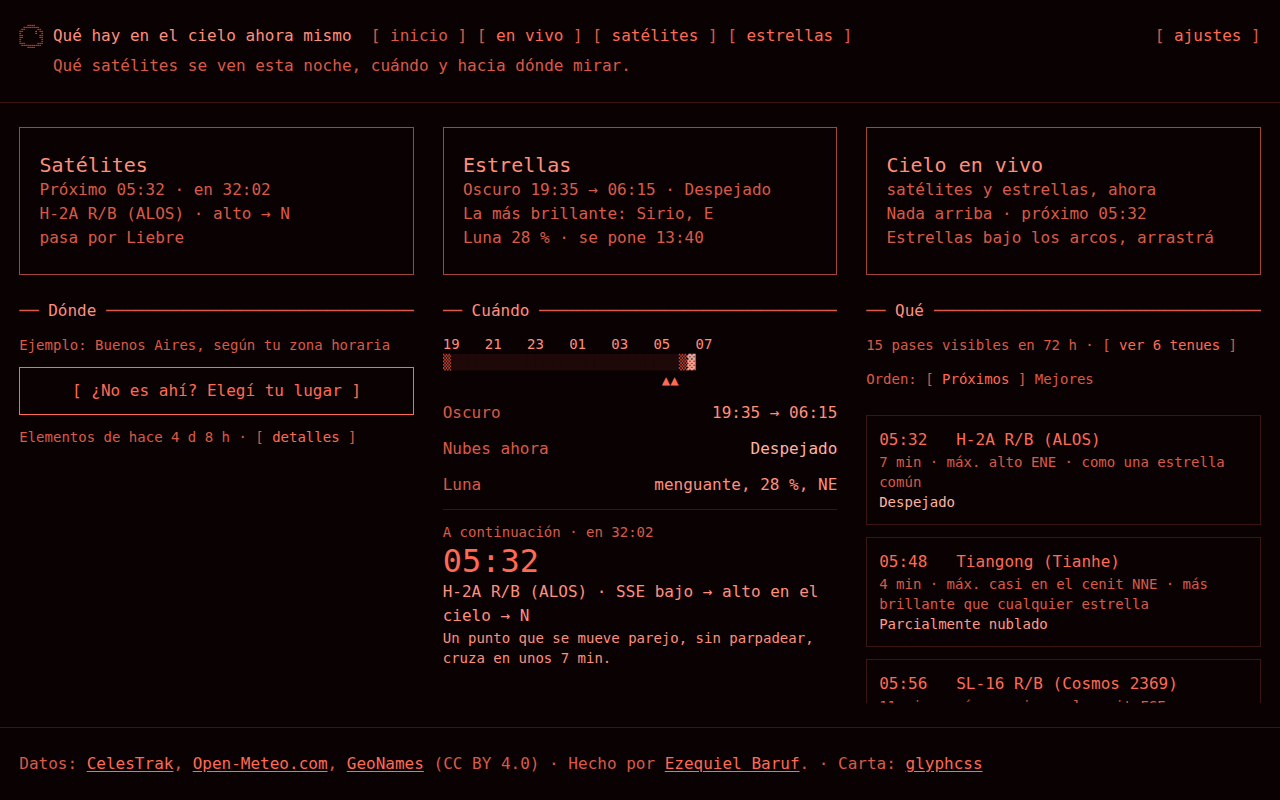 Qué hay en el cielo ahora mismo [ inicio ] [ en vivo ] [ satélites ] [ estrellas ] [ ajustes ]
Qué satélites se ven esta noche, cuándo y hacia dónde mirar.
Satélites
Próximo 05:32 · en 32:02
H-2A R/B (ALOS) · alto → N
pasa por Liebre
Estrellas
Oscuro 19:35 → 06:15 · Despejado
La más brillante: Sirio, E
Luna 28 % · se pone 13:40
Cielo en vivo
satélites y estrellas, ahora
Nada arriba · próximo 05:32
Estrellas bajo los arcos, arrastrá
Dónde
Ejemplo: Buenos Aires, según tu zona horaria
[ ¿No es ahí? Elegí tu lugar ]
Elementos de hace 4 d 8 h · [ detalles ]
Cuándo
19 21 23 01 03 05 07
Oscuro 19:35 → 06:15
Nubes ahora Despejado
Luna menguante, 28 %, NE
A continuación · en 32:02
05:32
H-2A R/B (ALOS) · SSE bajo → alto en el
cielo → N
Un punto que se mueve parejo, sin parpadear,
cruza en unos 7 min.
Qué
15 pases visibles en 72 h · [ ver 6 tenues ]
Orden: [ Próximos ] Mejores
05:32 H-2A R/B (ALOS)
7 min · máx. alto ENE · como una estrella
común
Despejado
05:48 Tiangong (Tianhe)
4 min · máx. casi en el cenit NNE · más
brillante que cualquier estrella
Parcialmente nublado
05:56 SL-16 R/B (Cosmos 2369)
Datos: CelesTrak, Open-Meteo.com, GeoNames (CC BY 4.0) · Hecho por Ezequiel Baruf. · Carta: glyphcss